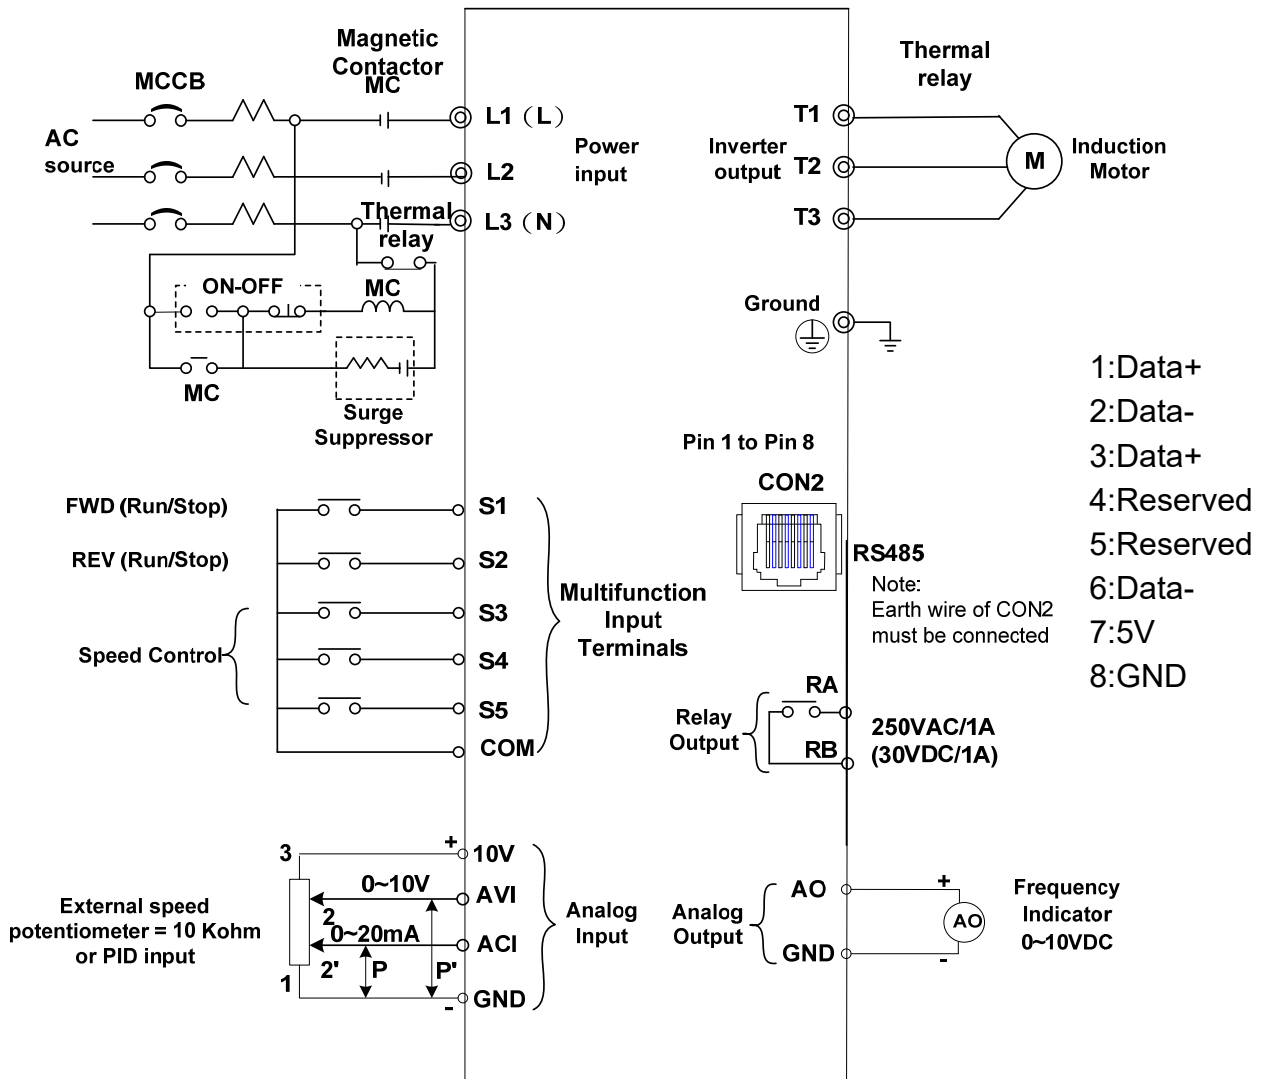 Magnetic
Contactor
MC
MCCB
AC
source
L1（L）
L2
L3（N）
Power
input
Thermal
relay
ON-OFF
MC
MC
Surge
Suppressor
Thermal
relay
T1
T2
T3
Inverter
output
M
Induction
Motor
Ground
Pin 1 to Pin 8
CON2
RS485
Note:
Earth wire of CON2
must be connected
1:Data+
2:Data-
3:Data+
4:Reserved
5:Reserved
6:Data-
7:5V
8:GND
FWD (Run/Stop)
REV (Run/Stop)
Speed Control
S1
S2
S3
S4
S5
COM
Multifunction
Input
Terminals
Relay
Output
RA
RB
250VAC/1A
(30VDC/1A)
External speed
potentiometer = 10 Kohm
or PID input
3
2
2'
1
0~10V
0~20mA
P
P'
+
-
10V
AVI
ACI
GND
Analog
Input
Analog
Output
AO
GND
+
-
AO
Frequency
Indicator
0~10VDC